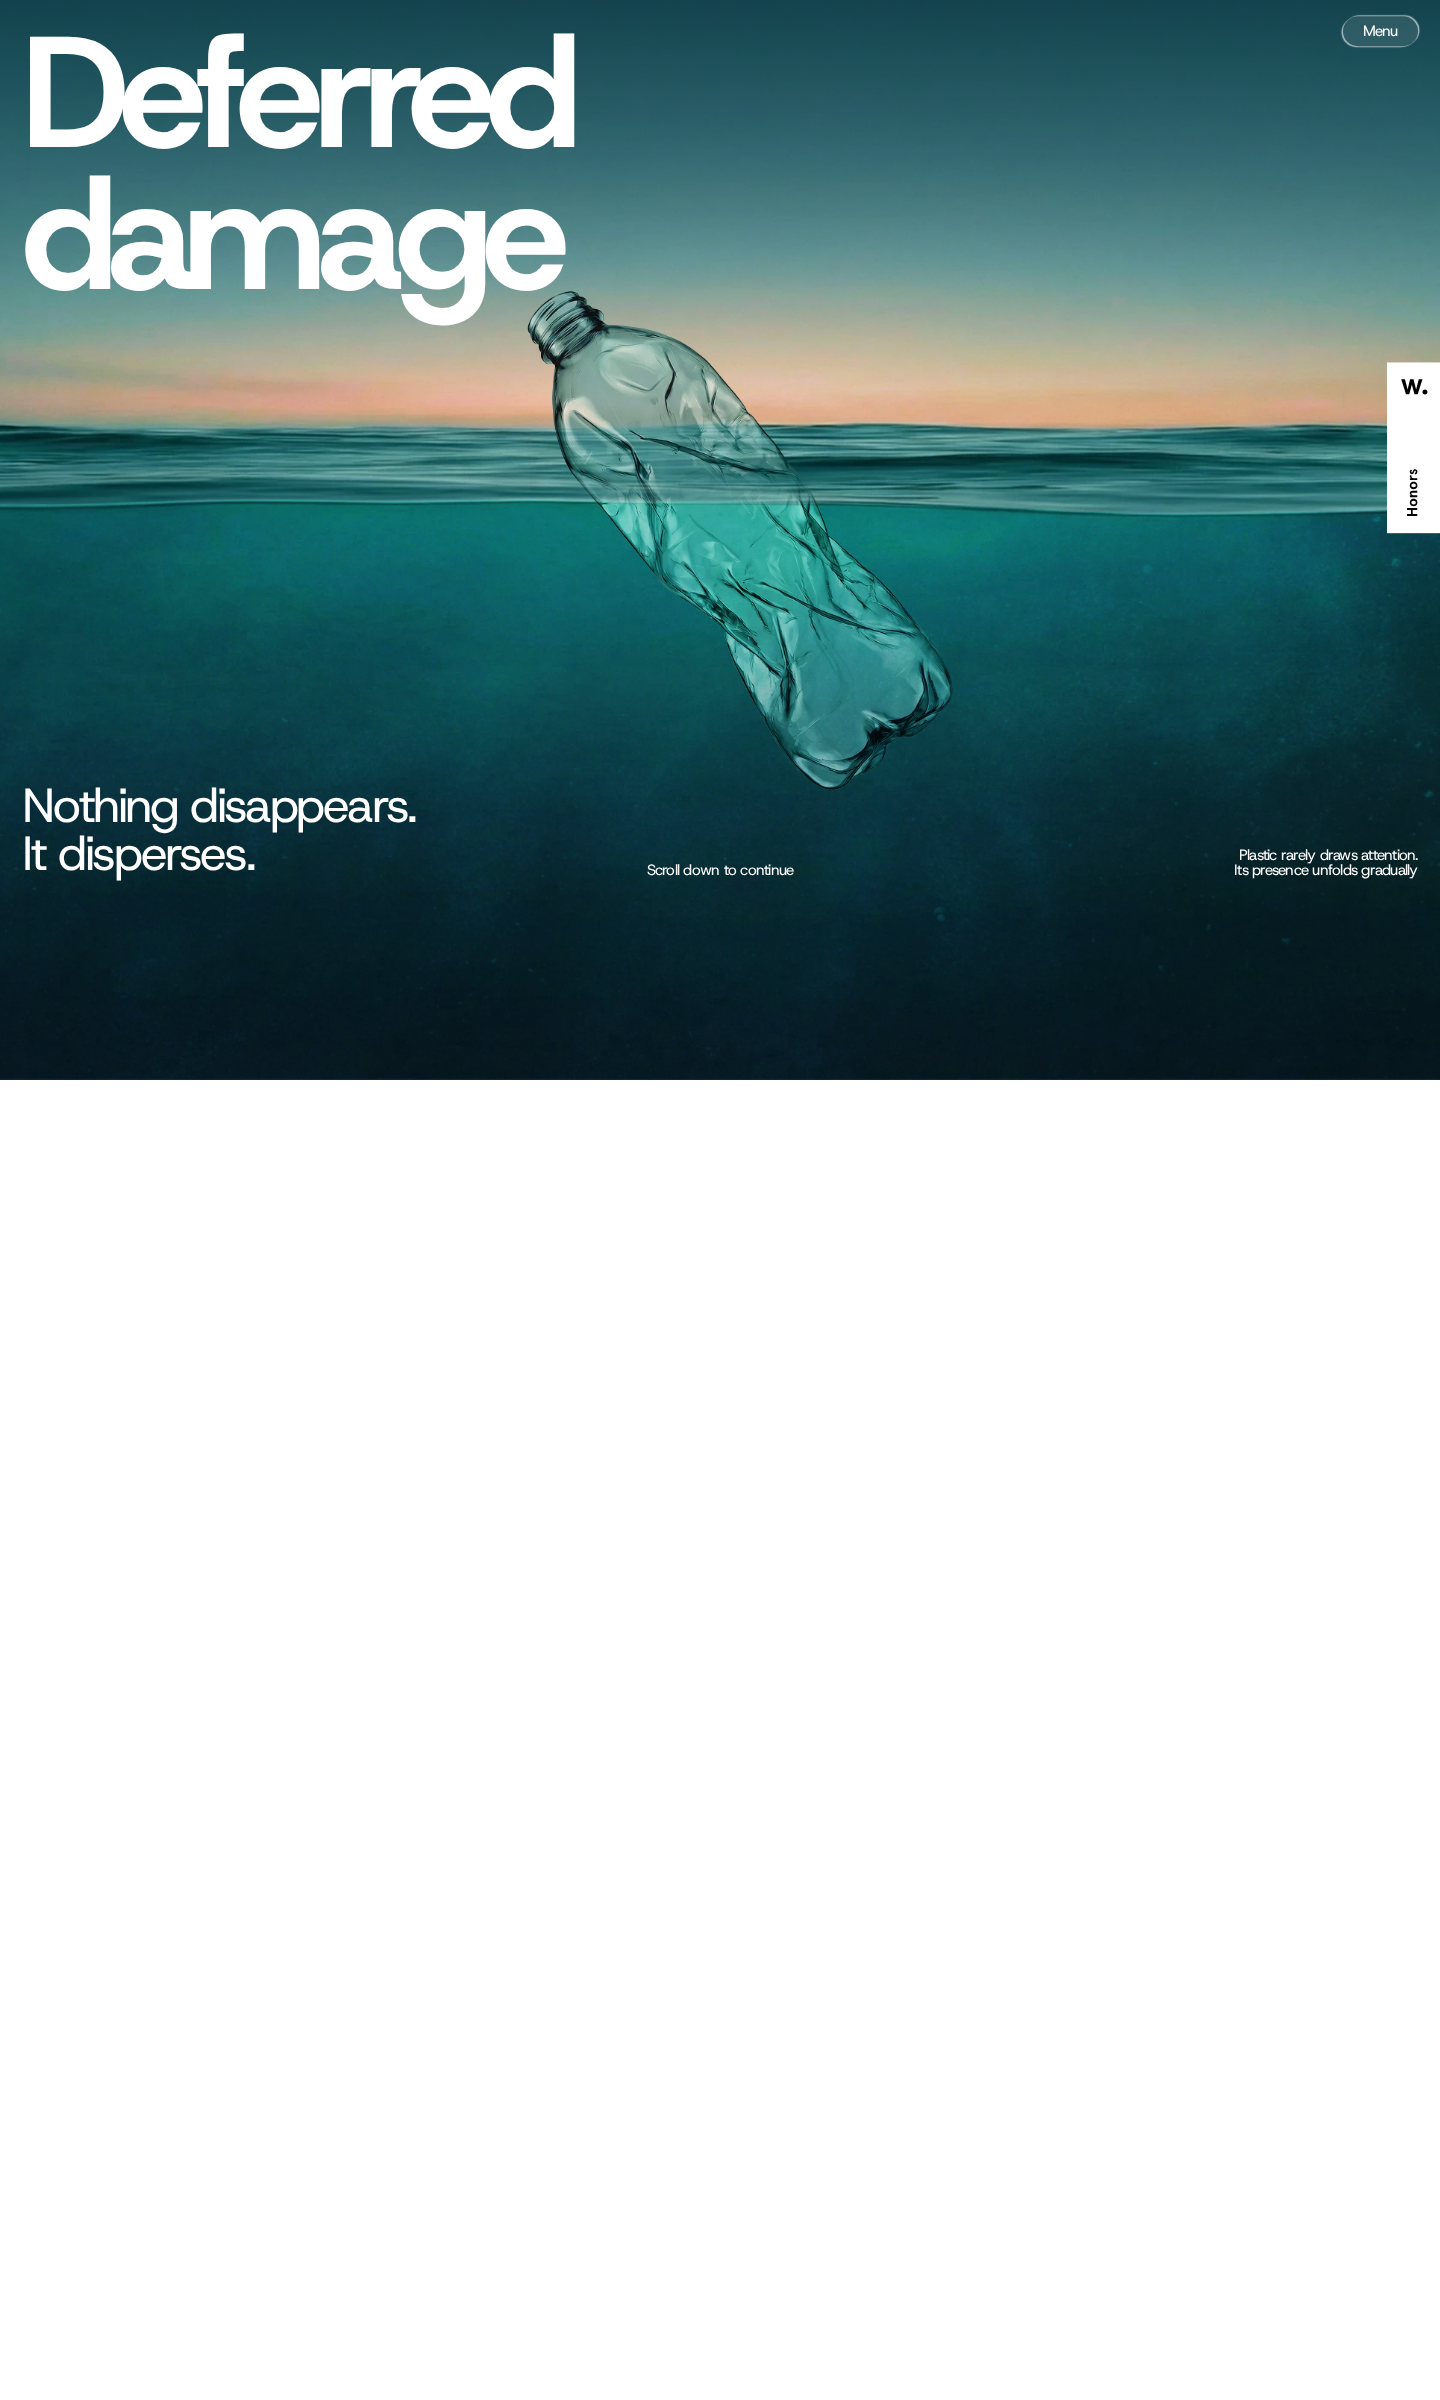 Deferred
damage
Menu
W.
Honors
Nothing disappears.
It disperses.
Scroll down to continue
Plastic rarely draws attention.
Its presence unfolds gradually